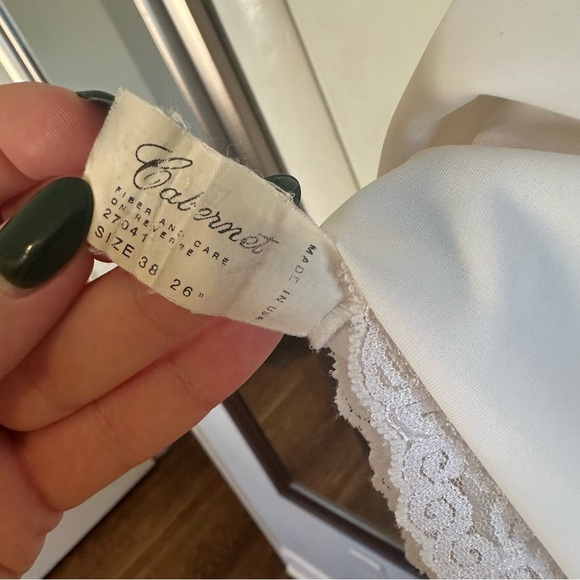 Cabernet
FIBER AND CARE
ON REVERSE
27041
SIZE 38 26"
MADE IN USA